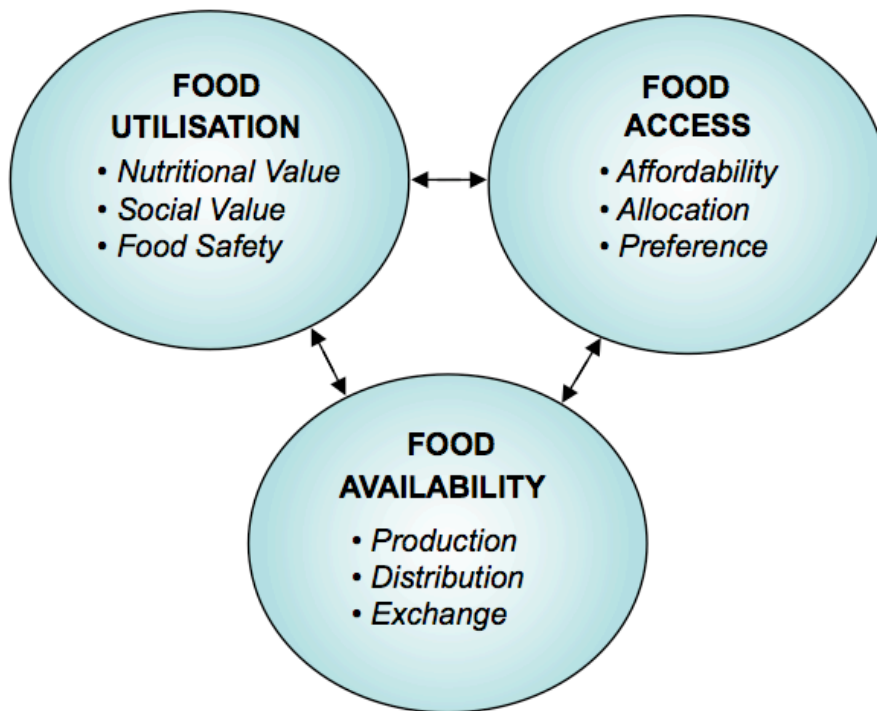 FOOD
UTILISATION
• Nutritional Value
• Social Value
• Food Safety
FOOD
ACCESS
• Affordability
• Allocation
• Preference
FOOD
AVAILABILITY
• Production
• Distribution
• Exchange